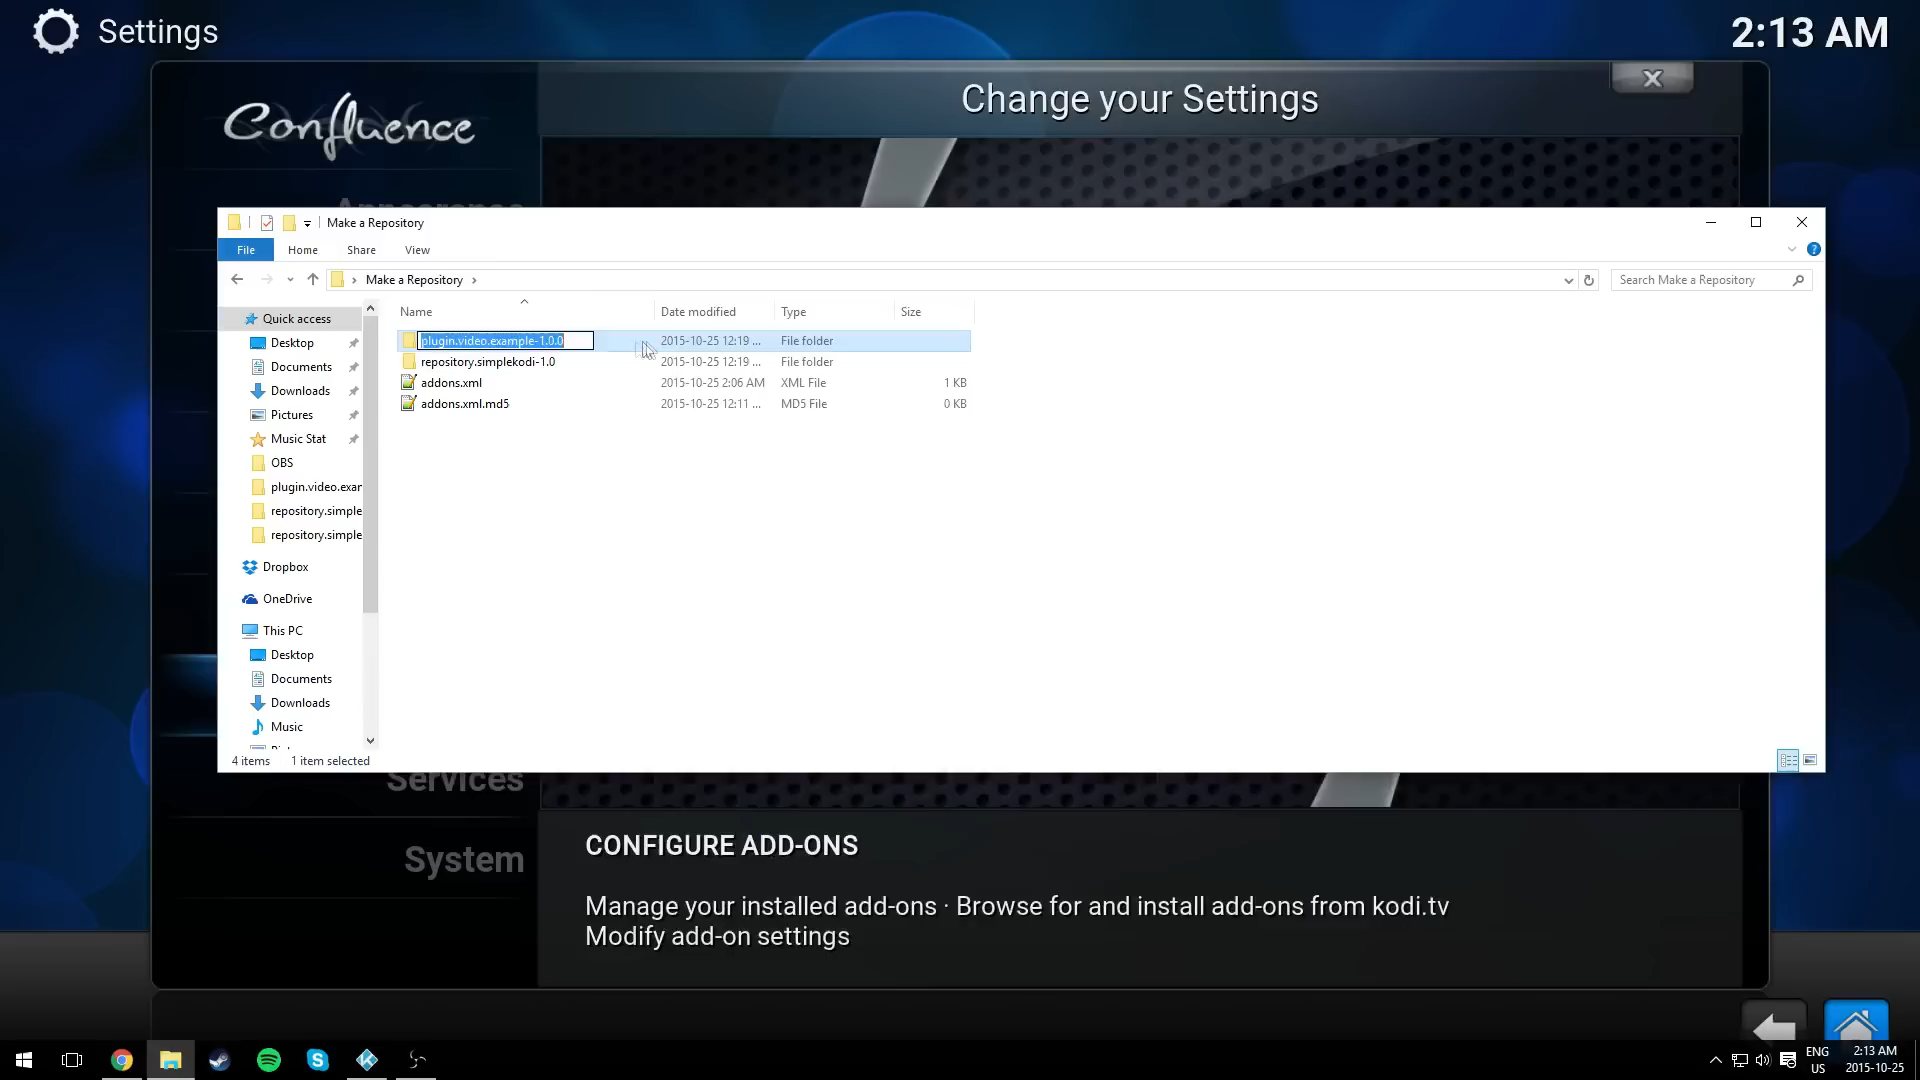 Settings
2:13 AM
Confluence
Change your Settings
Appearance
Make a Repository
File
Home
Share
View
Make a Repository
Search Make a Repository
Name
Date modified
Type
Size
Quick access
Desktop
Documents
Downloads
Pictures
Music Stat
OBS
plugin.video.exar
repository.simple
repository.simple
Dropbox
OneDrive
This PC
Desktop
Documents
Downloads
Music
plugin.video.example-1.0.0 2015-10-25 12:19 ... File folder
repository.simplekodi-1.0 2015-10-25 12:19 ... File folder
addons.xml 2015-10-25 2:06 AM XML File 1 KB
addons.xml.md5 2015-10-25 12:11 ... MD5 File 0 KB
4 items 1 item selected
Services
System
CONFIGURE ADD-ONS
Manage your installed add-ons · Browse for and install add-ons from kodi.tv
Modify add-on settings
ENG
US
2:13 AM
2015-10-25